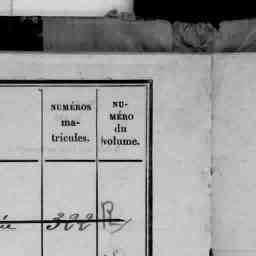 NUMÉROS
ma-
tricules.
NU-
MÉRO
du
volume.
322 R